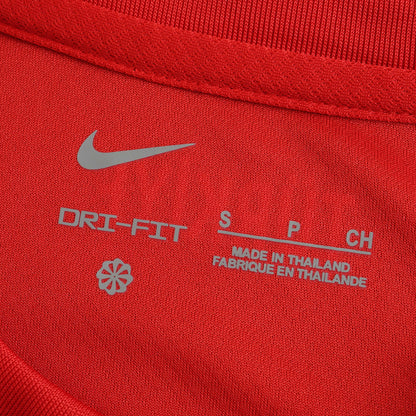 DRI-FIT
S P CH
MADE IN THAILAND
FABRIQUE EN THAILANDE